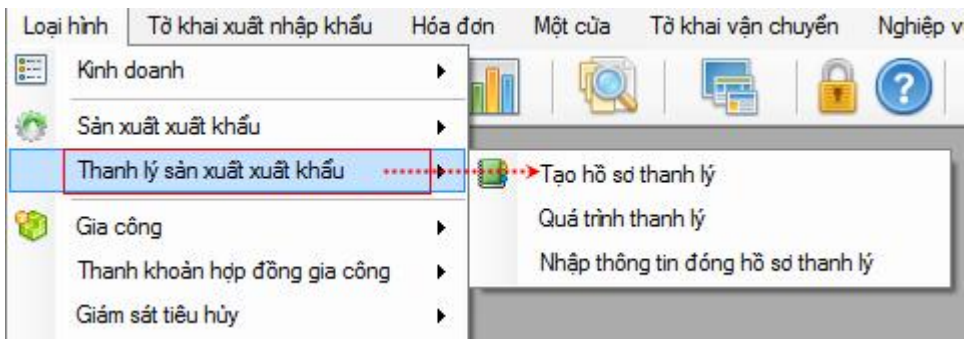 Loại hình Tờ khai xuất nhập khẩu Hóa đơn Một cửa Tờ khai vận chuyển Nghiệp v
Kinh doanh
Sản xuất xuất khẩu
Thanh lý sản xuất xuất khẩu
Tạo hồ sơ thanh lý
Quá trình thanh lý
Nhập thông tin đóng hồ sơ thanh lý
Gia công
Thanh khoản hợp đồng gia công
Giám sát tiêu hủy